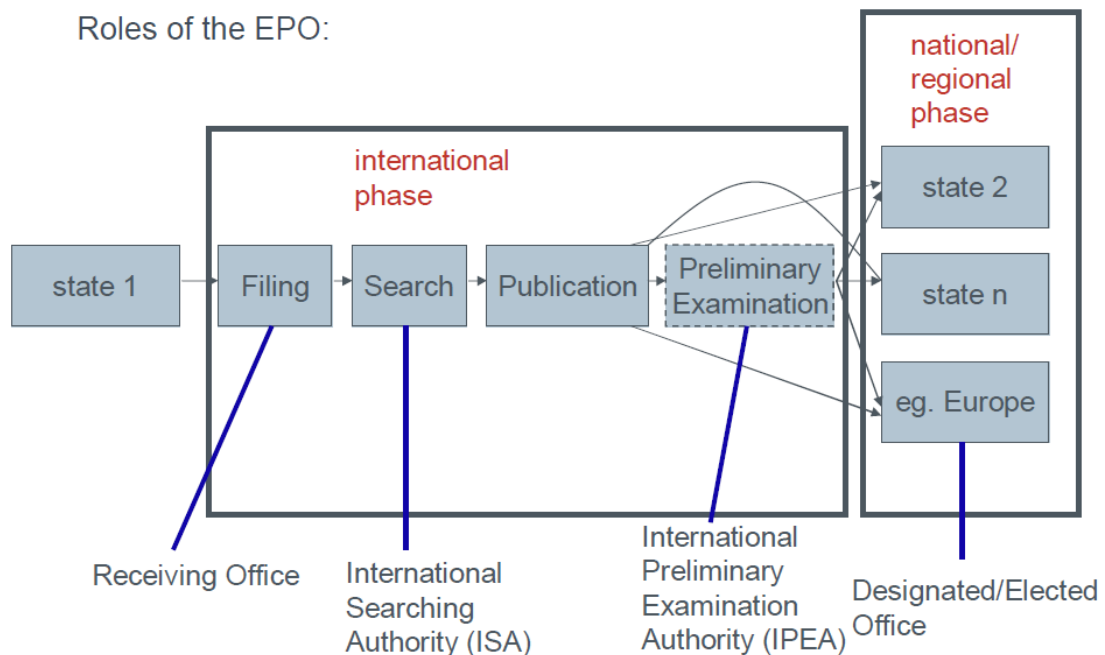 Roles of the EPO:
national/
regional
phase
international
phase
state 2
state 1
Filing
Search
Publication
Preliminary
Examination
state n
eg. Europe
Receiving Office
International
Searching
Authority (ISA)
International
Preliminary
Examination
Authority (IPEA)
Designated/Elected
Office